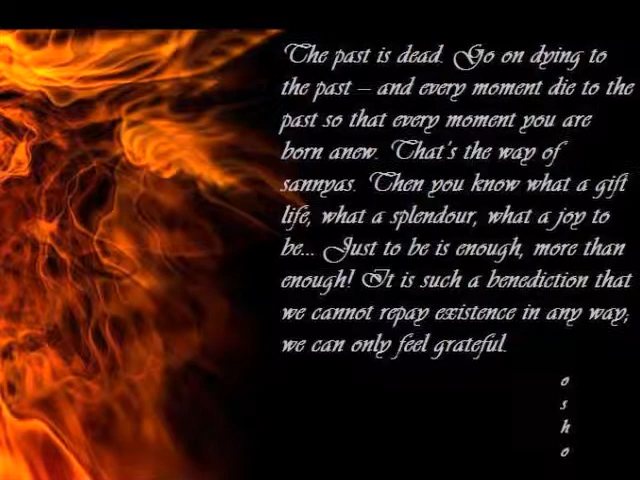 The past is dead. Go on dying to
the past – and every moment die to the
past so that every moment you are
born anew. That's the way of
sannyas. Then you know what a gift
life, what a splendour, what a joy to
be... Just to be is enough, more than
enough! It is such a benediction that
we cannot repay existence in any way;
we can only feel grateful.
o
s
h
o